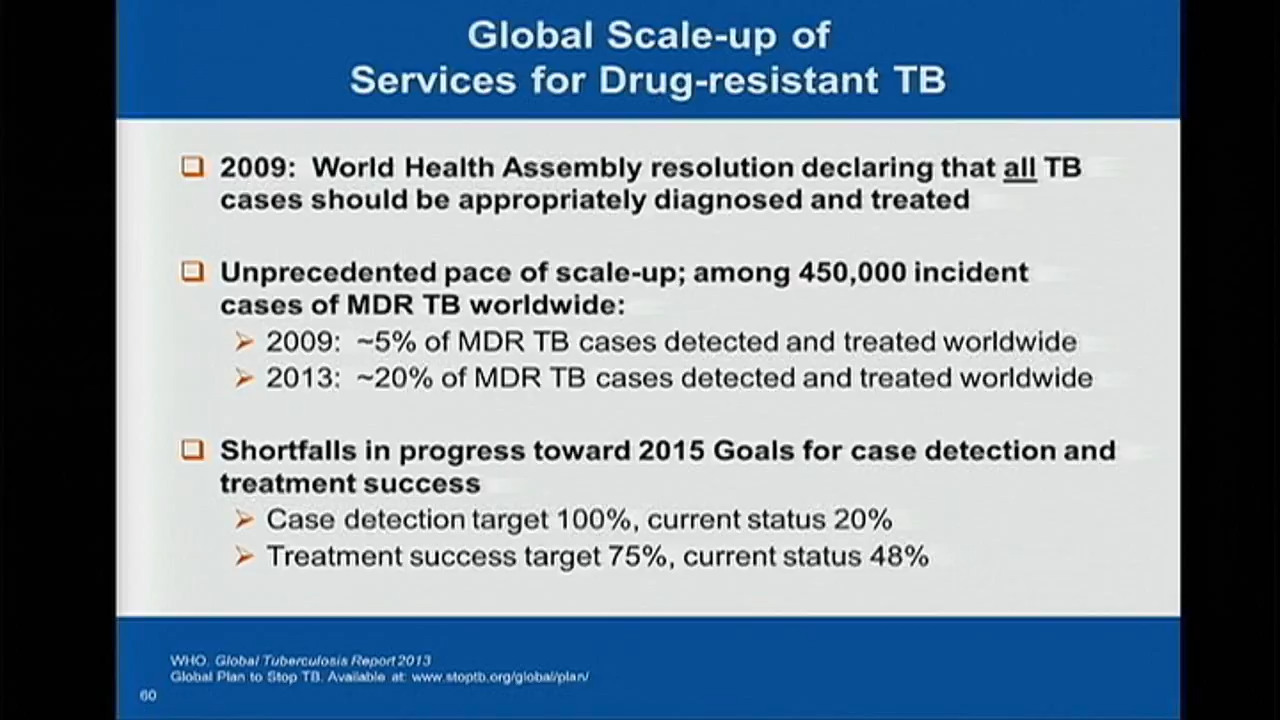 Global Scale-up of
Services for Drug-resistant TB
2009: World Health Assembly resolution declaring that all TB
cases should be appropriately diagnosed and treated
Unprecedented pace of scale-up; among 450,000 incident
cases of MDR TB worldwide:
2009: ~5% of MDR TB cases detected and treated worldwide
2013: ~20% of MDR TB cases detected and treated worldwide
Shortfalls in progress toward 2015 Goals for case detection and
treatment success
Case detection target 100%, current status 20%
Treatment success target 75%, current status 48%
WHO. Global Tuberculosis Report 2013
Global Plan to Stop TB. Available at: www.stoptb.org/global/plan/
60